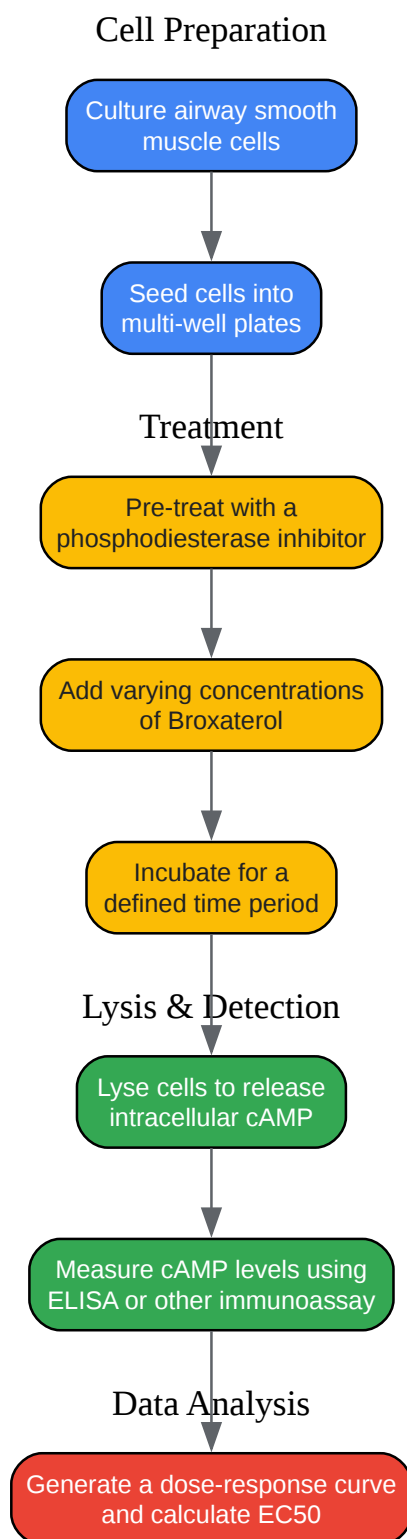 Cell Preparation
Culture airway smooth
muscle cells
Seed cells into
multi-well plates
Treatment
Pre-treat with a
phosphodiesterase inhibitor
Add varying concentrations
of Broxaterol
Incubate for a
defined time period
Lysis & Detection
Lyse cells to release
intracellular cAMP
Measure cAMP levels using
ELISA or other immunoassay
Data Analysis
Generate a dose-response curve
and calculate EC50